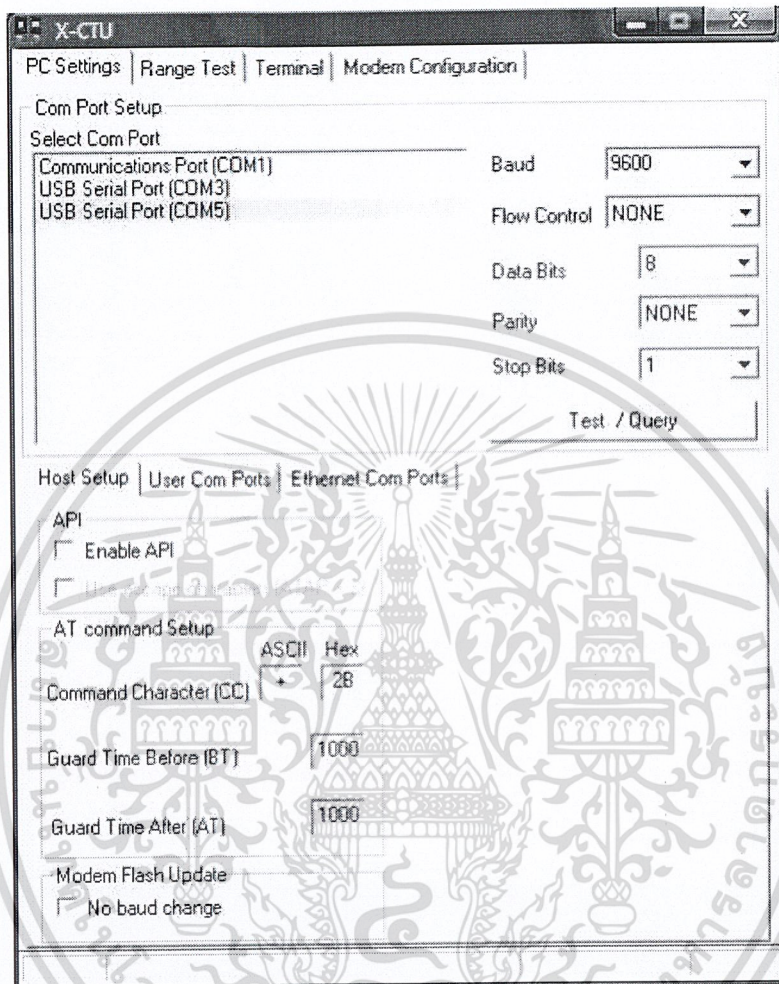 X-CTU
PC Settings Range Test Terminal Modem Configuration
Com Port Setup
Select Com Port
Communications Port (COM1)
USB Serial Port (COM3)
USB Serial Port (COM5)
Baud 9600
Flow Control NONE
Data Bits 8
Parity NONE
Stop Bits 1
Test / Query
Host Setup User Com Ports Ethernet Com Ports
API
Enable API
AT command Setup
ASCII Hex
Command Character (CC) + 2B
Guard Time Before (BT) 1000
Guard Time After (AT) 1000
Modem Flash Update
No baud change